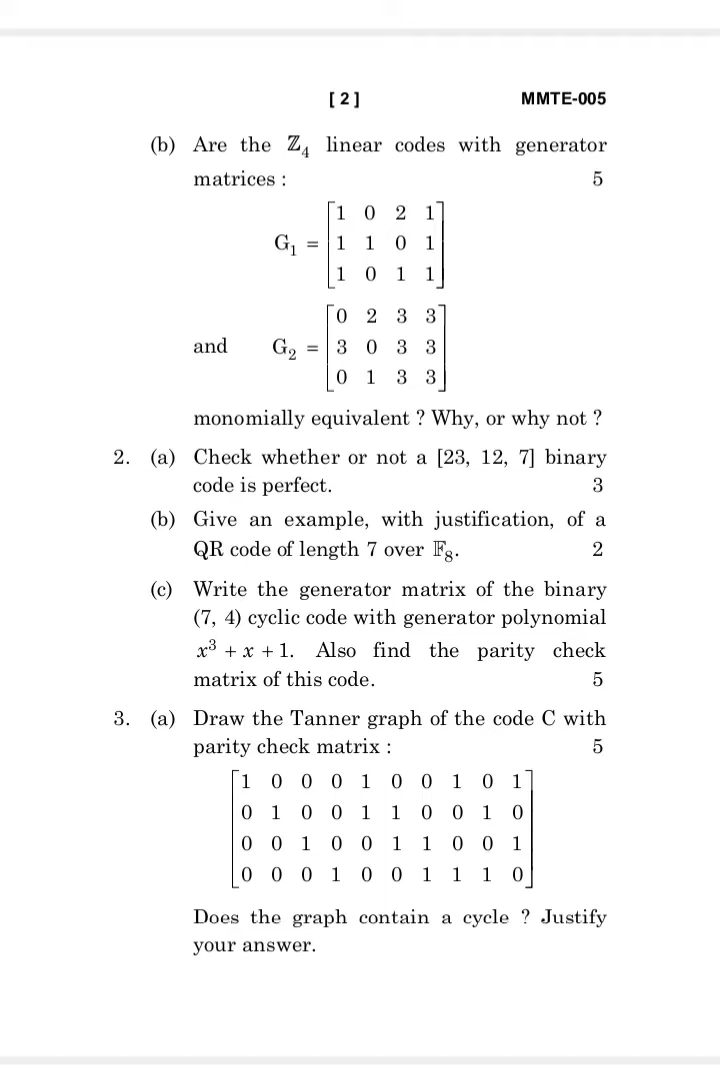 [ 2 ] MMTE-005
(b) Are the ℤ₄ linear codes with generator
matrices : 5
G₁ = [1 0 2 1
1 1 0 1
1 0 1 1]
and G₂ = [0 2 3 3
3 0 3 3
0 1 3 3]
monomially equivalent ? Why, or why not ?
2. (a) Check whether or not a [23, 12, 7] binary
code is perfect. 3
(b) Give an example, with justification, of a
QR code of length 7 over 𝔽₈. 2
(c) Write the generator matrix of the binary
(7, 4) cyclic code with generator polynomial
x³ + x + 1. Also find the parity check
matrix of this code. 5
3. (a) Draw the Tanner graph of the code C with
parity check matrix : 5
[1 0 0 0 1 0 0 1 0 1
0 1 0 0 1 1 0 0 1 0
0 0 1 0 0 1 1 0 0 1
0 0 0 1 0 0 1 1 1 0]
Does the graph contain a cycle ? Justify
your answer.